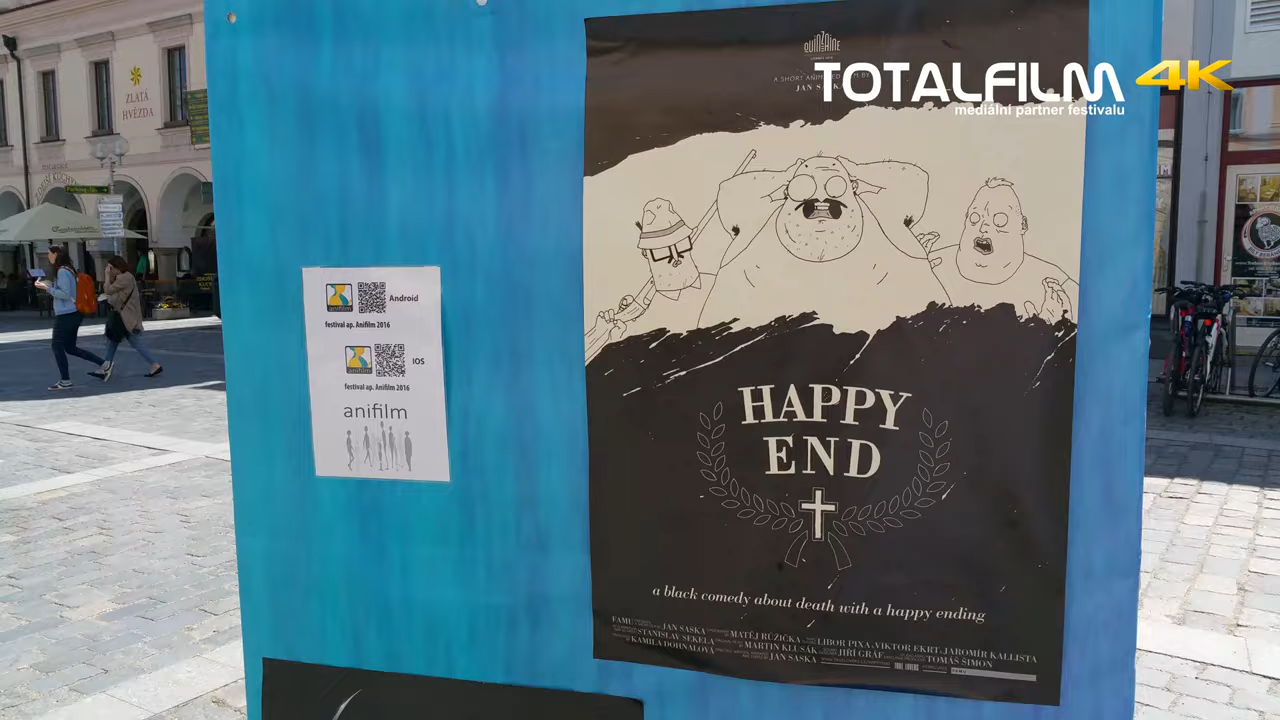 TOTALFILM 4K
mediální partner festivalu
QUINZAINE
A SHORT ANIMATED FILM BY
JAN SASKA
ZLATÁ
HVĚZDA
Android
festival ap. Anifilm 2016
IOS
festival ap. Anifilm 2016
anifilm
HAPPY
END
a black comedy about death with a happy ending
FAMU JAN SASKA MATĚJ RŮŽIČKA LIBOR PIXA, VIKTOR EKRT, JAROMÍR KALLISTA
STANISLAV SEKELA MARTIN KLUSÁK JIŘÍ GRÁF TOMÁŠ ŠIMON
KAMILA DOHNALOVÁ JAN SASKA